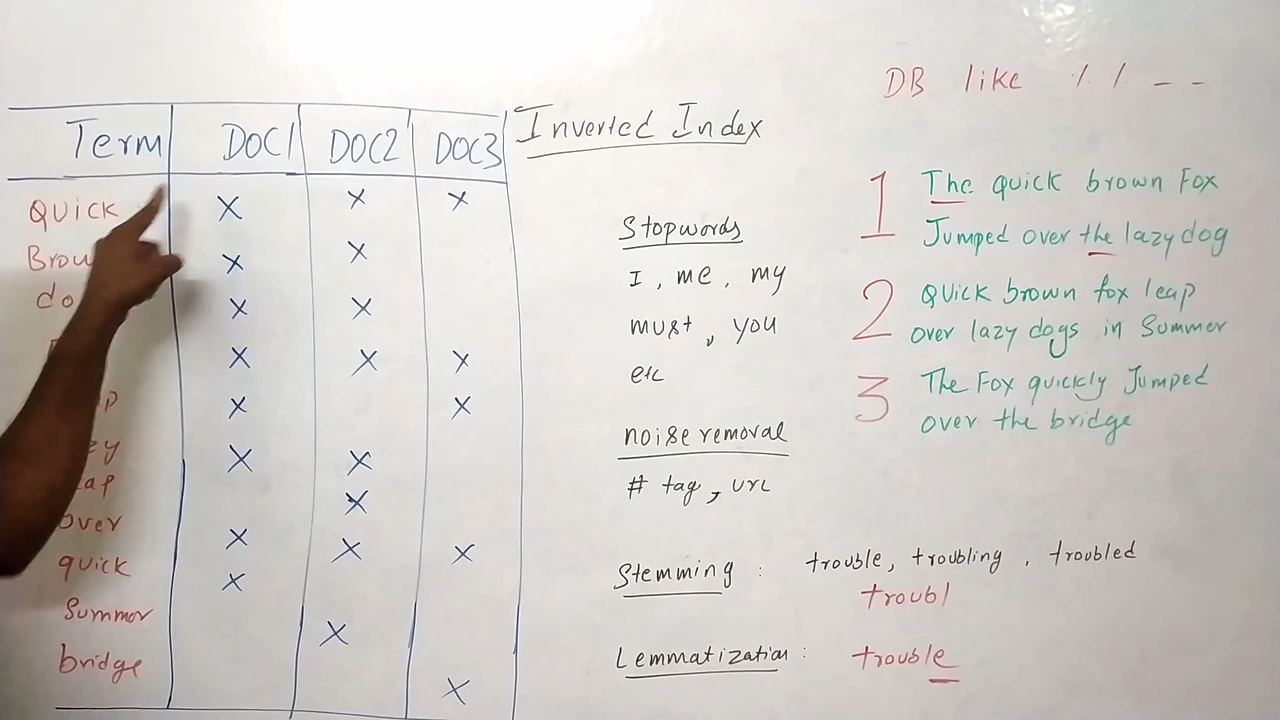 Term DOC1 DOC2 DOC3
Quick X X X
X X
X X
X X X
X X
X X
X
over X X X
quick X
Summer X
bridge X
Inverted Index
Stopwords
I, me, my
must, you
etc
noise removal
# tag, URL
Stemming : trouble, troubling, troubled
troubl
Lemmatization : trouble
DB like % % - -
1 The quick brown Fox
Jumped over the lazy dog
2 Quick brown fox leap
over lazy dogs in Summer
3 The Fox quickly Jumped
over the bridge